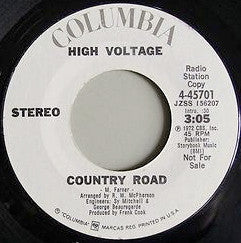 COLUMBIA
HIGH VOLTAGE
Radio
Station
Copy
4-45701
JZSS 156207
STEREO
Intro: :30
3:05
℗ 1972 CBS, Inc.
45 RPM
Publisher:
Storybook Music
(BMI)
Not For
Sale
COUNTRY ROAD
- M. Farner -
Arranged by R. W. McPherson
Engineers: Sy Mitchell &
George Beauregarde
Produced by Frank Cook
® "COLUMBIA" MARCAS REG. PRINTED IN U.S.A.